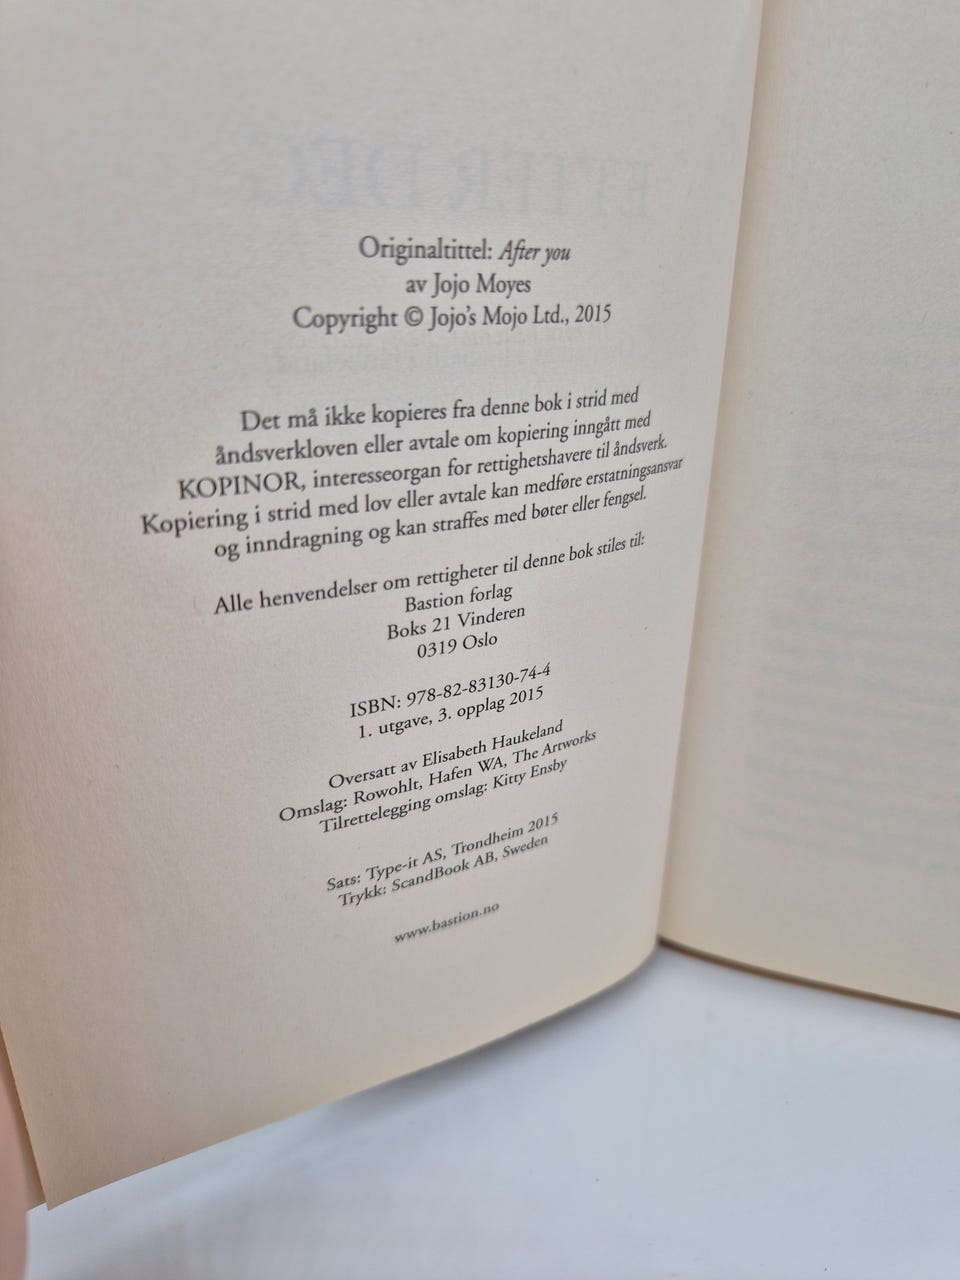 Originaltittel: After you
av Jojo Moyes
Copyright © Jojo's Mojo Ltd., 2015
Det må ikke kopieres fra denne bok i strid med
åndsverkloven eller avtale om kopiering inngått med
KOPINOR, interesseorgan for rettighetshavere til åndsverk.
Kopiering i strid med lov eller avtale kan medføre erstatningsansvar
og inndragning og kan straffes med bøter eller fengsel.
Alle henvendelser om rettigheter til denne bok stiles til:
Bastion forlag
Boks 21 Vinderen
0319 Oslo
ISBN: 978-82-83130-74-4
1. utgave, 3. opplag 2015
Oversatt av Elisabeth Haukeland
Omslag: Rowohlt, Hafen WA, The Artworks
Tilrettelegging omslag: Kitty Ensby
Sats: Type-it AS, Trondheim 2015
Trykk: ScandBook AB, Sweden
www.bastion.no